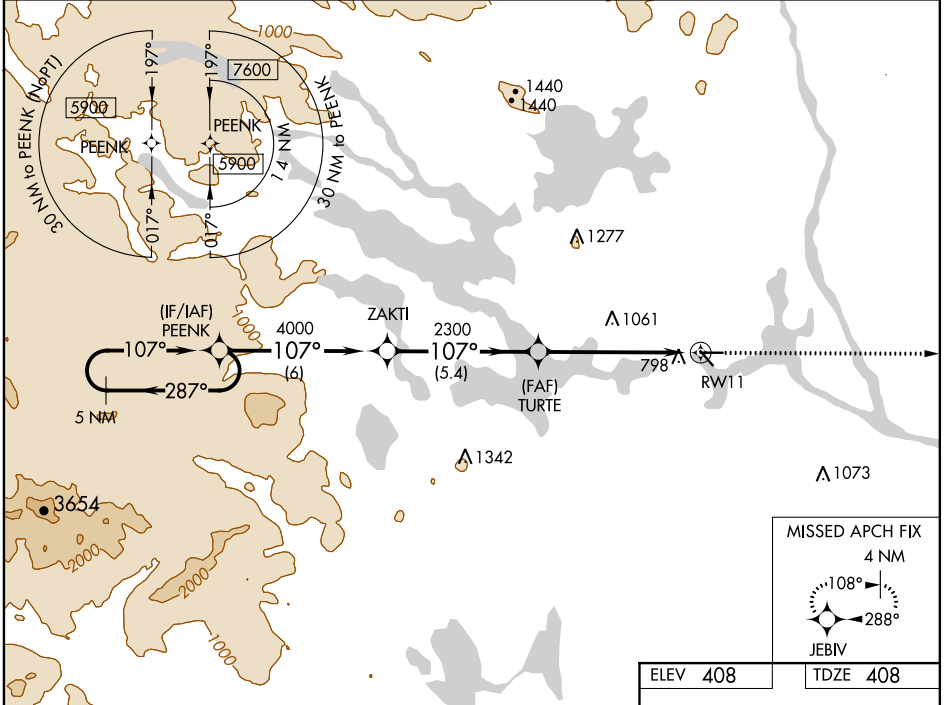 1000
30 NM to PEENK (NoPT)
197°
197°
7600
5900
PEENK
PEENK
5900
14 NM
30 NM to PEENK
017°
017°
1440
1440
1277
1061
798
RW11
(IF/IAF)
PEENK
1000
107°
287°
5 NM
4000
107°
(6)
ZAKTI
2300
107°
(5.4)
(FAF)
TURTE
1342
1073
3654
2000
2000
1000
MISSED APCH FIX
4 NM
108°
288°
JEBIV
ELEV 408
TDZE 408